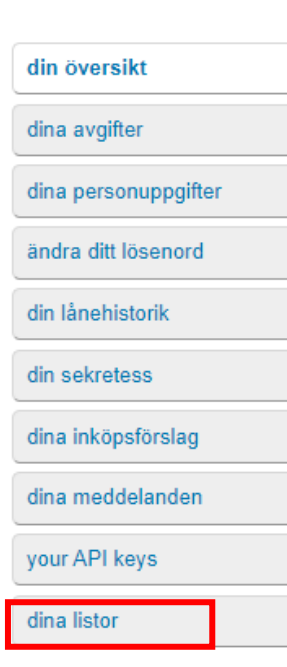 din översikt
dina avgifter
dina personuppgifter
ändra ditt lösenord
din lånehistorik
din sekretess
dina inköpsförslag
dina meddelanden
your API keys
dina listor